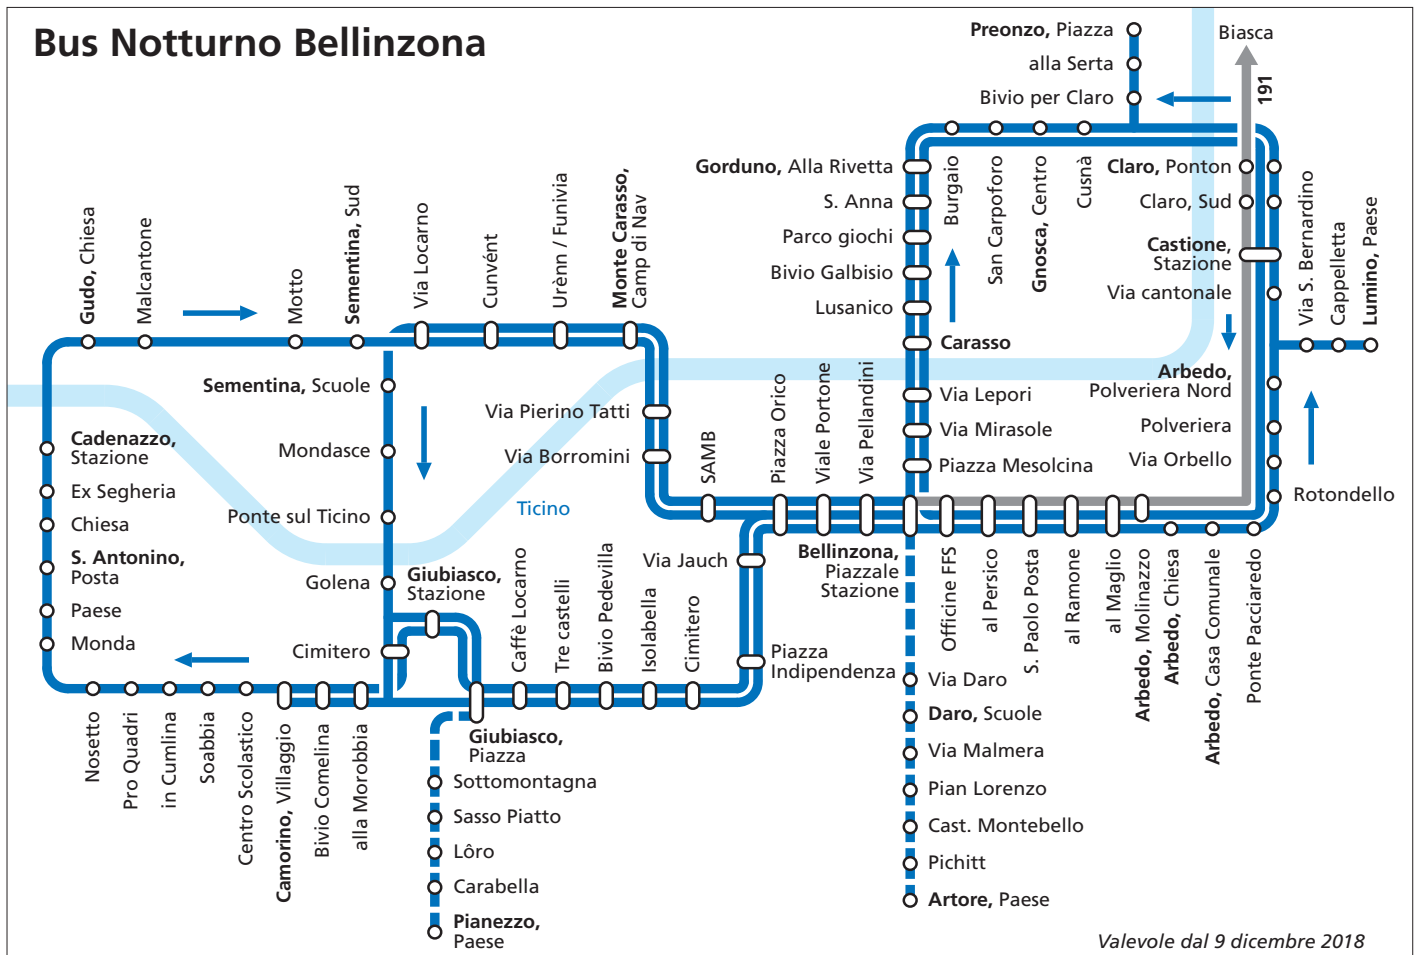 Bus Notturno Bellinzona
Preonzo, Piazza
alla Serta
Bivio per Claro
Biasca
191
Gorduno, Alla Rivetta
S. Anna
Parco giochi
Bivio Galbisio
Lusanico
Carasso
Via Lepori
Via Mirasole
Piazza Mesolcina
Burgaio
San Carpoforo
Gnosca, Centro
Cusnà
Claro, Ponton
Claro, Sud
Castione,
Stazione
Via cantonale
Arbedo,
Polveriera Nord
Polveriera
Via Orbello
Rotondello
Via S. Bernardino
Cappelletta
Lumino, Paese
Gudo, Chiesa
Malcantone
Motto
Sementina, Sud
Via Locarno
Cunvént
Urènn / Funivia
Monte Carasso,
Camp di Nav
Sementina, Scuole
Mondasce
Ponte sul Ticino
Golena
Cimitero
Via Pierino Tatti
Via Borromini
Ticino
SAMB
Piazza Orico
Viale Portone
Via Pellandini
Cadenazzo,
Stazione
Ex Segheria
Chiesa
S. Antonino,
Posta
Paese
Monda
Giubiasco,
Stazione
Caffè Locarno
Tre castelli
Bivio Pedevilla
Isolabella
Cimitero
Via Jauch
Piazza
Indipendenza
Bellinzona,
Piazzale
Stazione
Officine FFS
al Persico
S. Paolo Posta
al Ramone
al Maglio
Arbedo, Molinazzo
Arbedo, Chiesa
Arbedo, Casa Comunale
Ponte Pacciaredo
Nosetto
Pro Quadri
in Cumlina
Soabbia
Centro Scolastico
Camorino, Villaggio
Bivio Comelina
alla Morobbia
Giubiasco,
Piazza
Sottomontagna
Sasso Piatto
Lôro
Carabella
Pianezzo,
Paese
Via Daro
Daro, Scuole
Via Malmera
Pian Lorenzo
Cast. Montebello
Pichitt
Artore, Paese
Valevole dal 9 dicembre 2018